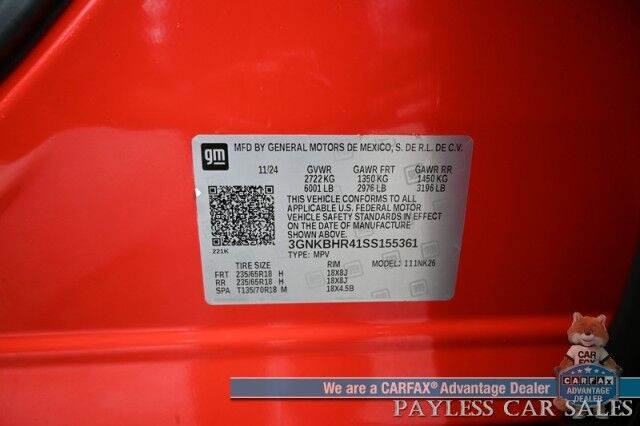 gm MFD BY GENERAL MOTORS DE MEXICO, S. DE R.L. DE C.V.
11/24 GVWR GAWR FRT GAWR RR
2722 KG 1350 KG 1450 KG
6001 LB 2976 LB 3196 LB
THIS VEHICLE CONFORMS TO ALL
APPLICABLE U.S. FEDERAL MOTOR
VEHICLE SAFETY STANDARDS IN EFFECT
ON THE DATE OF MANUFACTURE
SHOWN ABOVE.
3GNKBHR41SS155361
221K TYPE: MPV MODEL: 111NK26
TIRE SIZE RIM
FRT 235/65R18 H 18X8J
RR 235/65R18 H 18X8J
SPA T135/70R18 M 18X4.5B
CAR
FOX
We are a CARFAX® Advantage Dealer
CARFAX
ADVANTAGE
DEALER
PAYLESS CAR SALES